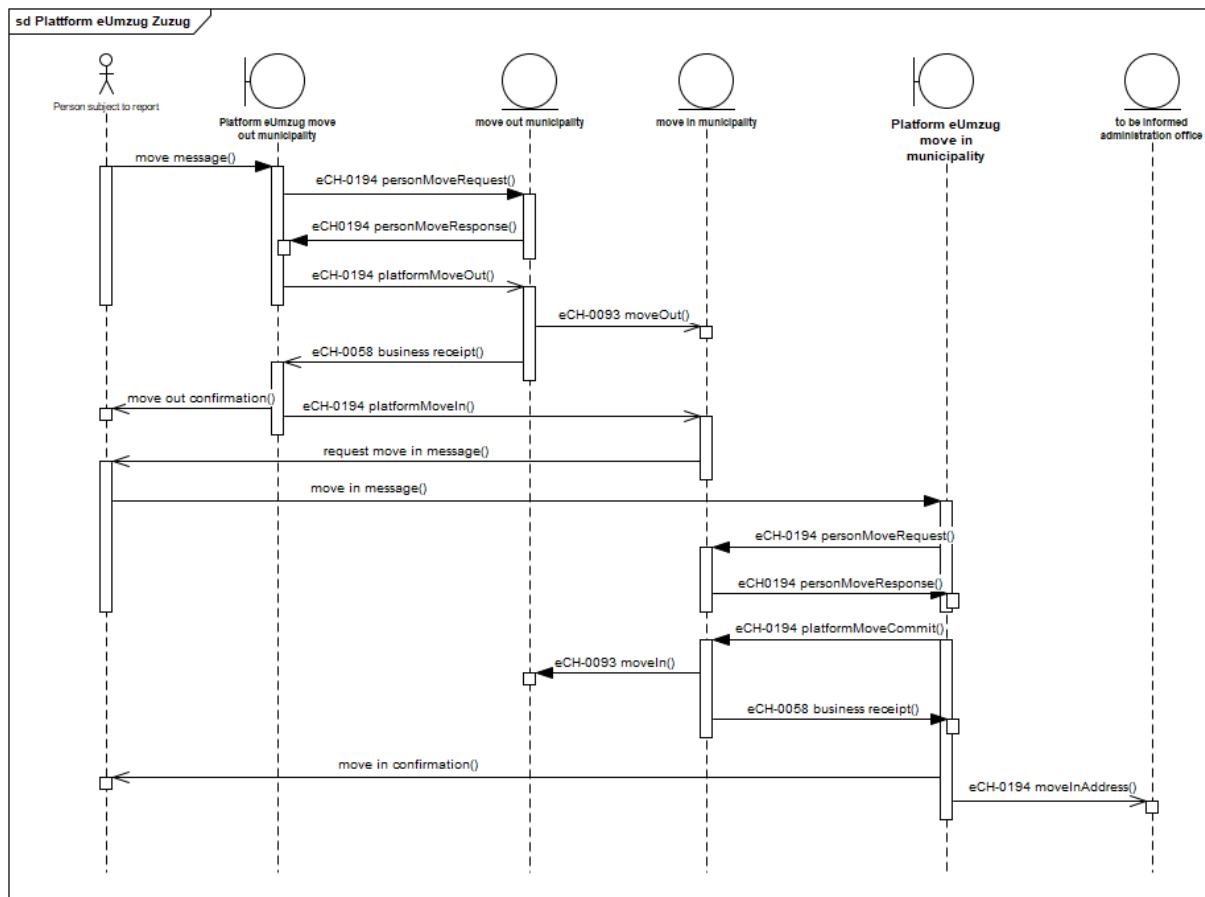 sd Plattform eUmzug Zuzug
Person subject to report
Platform eUmzug move
out municipality
move out municipality
move in municipality
Platform eUmzug
move in
municipality
to be informed
administration office
move message()
eCH-0194 personMoveRequest()
eCH0194 personMoveResponse()
eCH-0194 platformMoveOut()
eCH-0093 moveOut()
eCH-0058 business receipt()
move out confirmation()
eCH-0194 platformMoveIn()
request move in message()
move in message()
eCH-0194 personMoveRequest()
eCH0194 personMoveResponse()
eCH-0194 platformMoveCommit()
eCH-0093 moveIn()
eCH-0058 business receipt()
move in confirmation()
eCH-0194 moveInAddress()